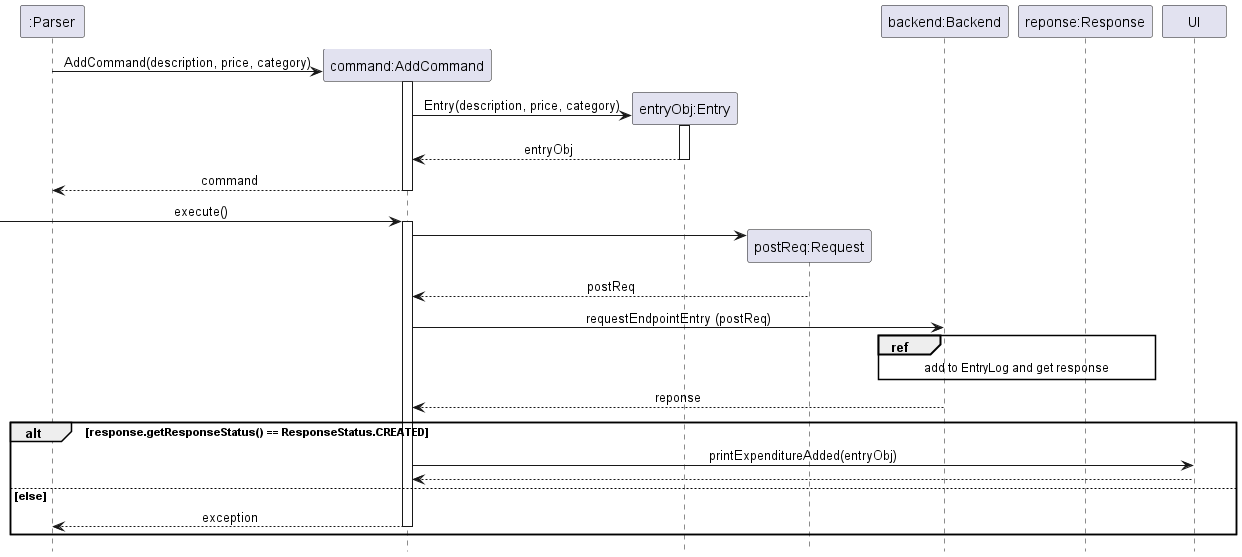 :Parser
backend:Backend
reponse:Response
UI
AddCommand(description, price, category)
command:AddCommand
Entry(description, price, category)
entryObj:Entry
entryObj
command
execute()
postReq:Request
postReq
requestEndpointEntry (postReq)
ref
add to EntryLog and get response
reponse
alt
[response.getResponseStatus() == ResponseStatus.CREATED]
printExpenditureAdded(entryObj)
[else]
exception